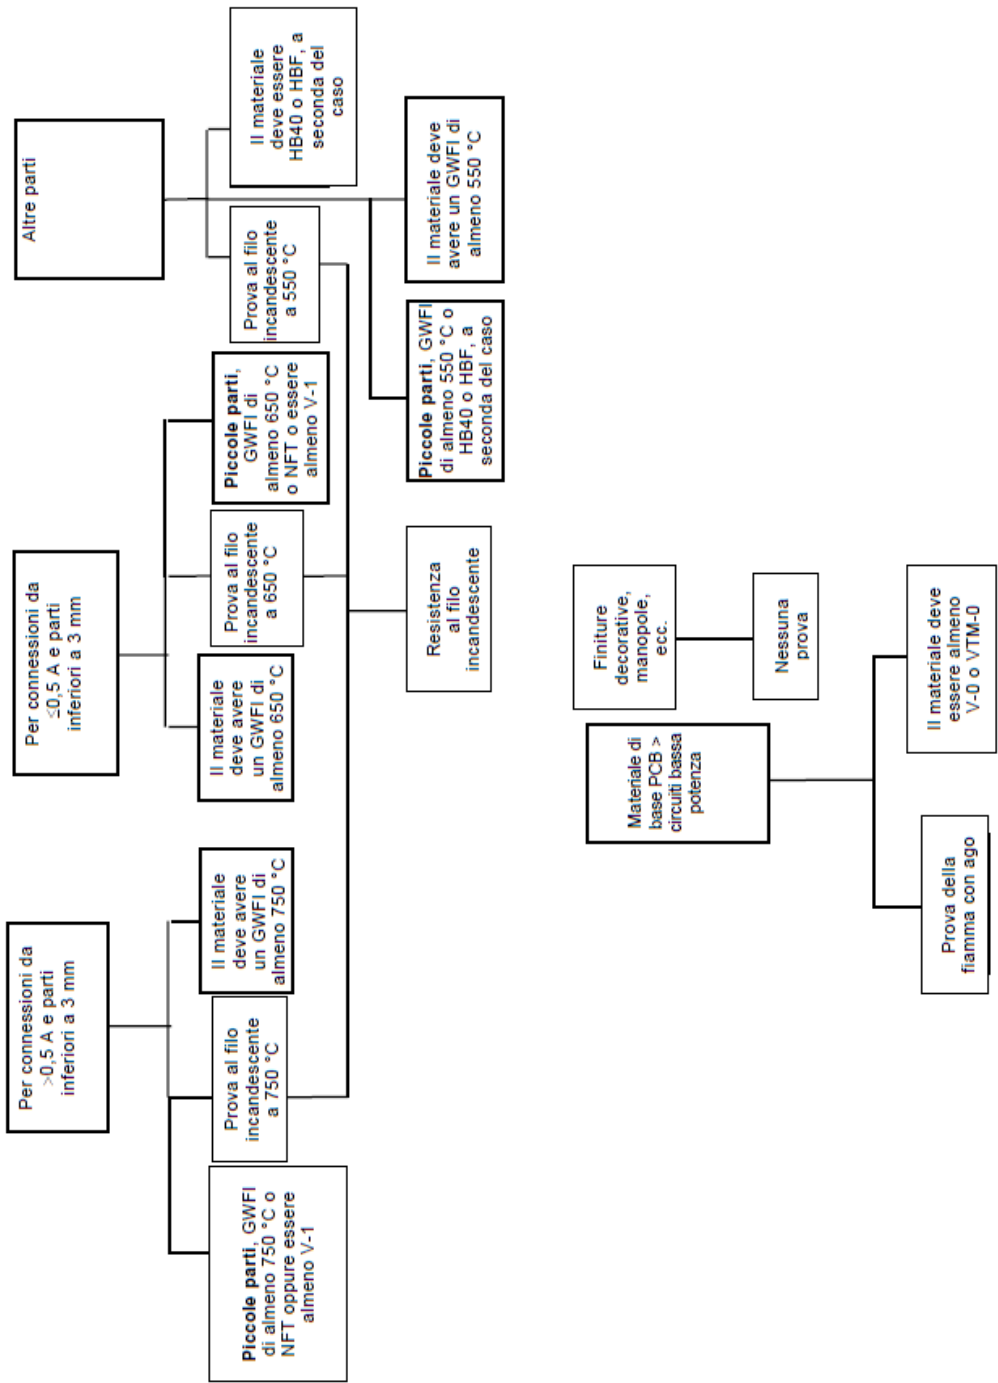 Per connessioni da
>0,5 A e parti
inferiori a 3 mm
Per connessioni da
≤0,5 A e parti
inferiori a 3 mm
Altre parti
Piccole parti, GWFI
di almeno 750 °C o
NFT oppure essere
almeno V-1
Prova al filo
incandescente
a 750 °C
Il materiale
deve avere
un GWFI di
almeno 750 °C
Il materiale
deve avere
un GWFI di
almeno 650 °C
Prova al filo
incandescente
a 650 °C
Piccole parti,
GWFI di
almeno 650 °C
o NFT o essere
almeno V-1
Prova al filo
incandescente
a 550 °C
Il materiale
deve essere
HB40 o HBF, a
seconda del
caso
Resistenza
al filo
incandescente
Piccole parti, GWFI
di almeno 550 °C o
HB40 o HBF, a
seconda del caso
Il materiale deve
avere un GWFI di
almeno 550 °C
Materiale di
base PCB >
circuiti bassa
potenza
Finiture
decorative,
manopole,
ecc.
Nessuna
prova
Prova della
fiamma con ago
Il materiale deve
essere almeno
V-0 o VTM-0